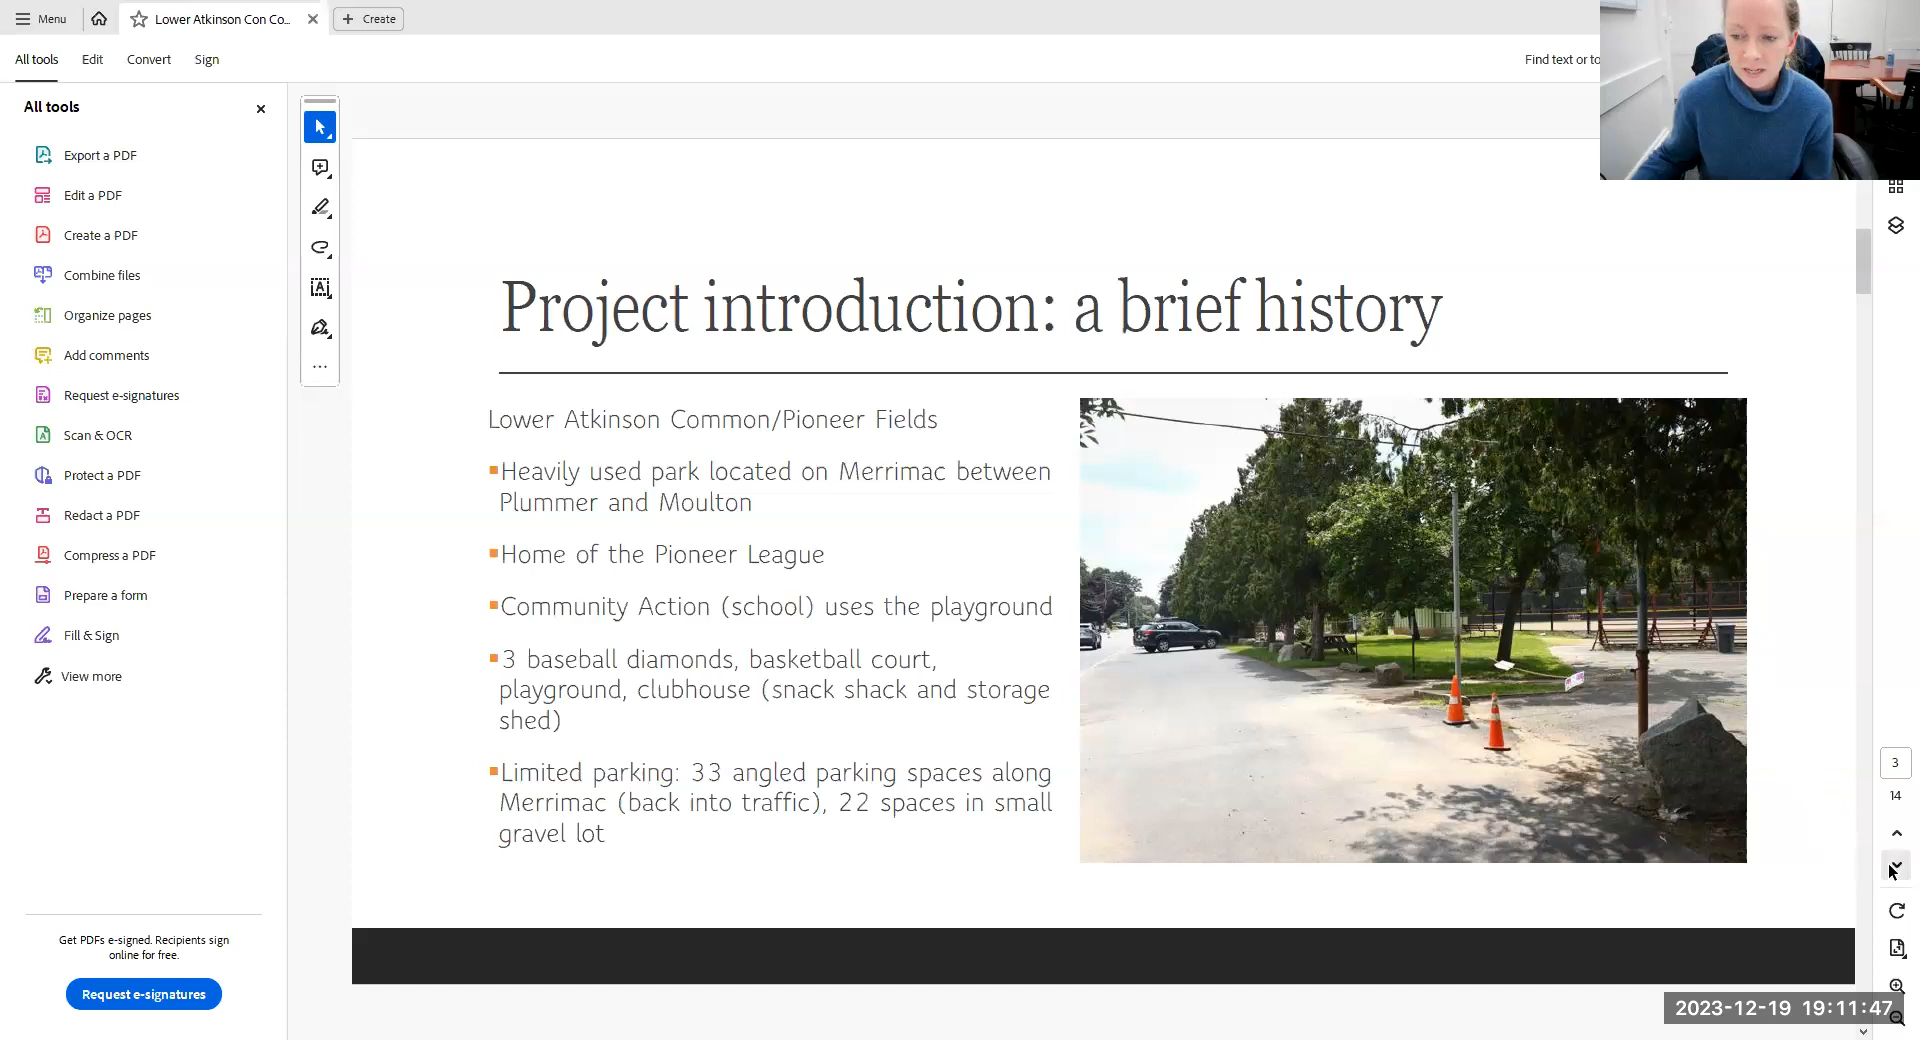 Menu
Lower Atkinson Con Co...
Create
All tools
Edit
Convert
Sign
Find text or to
All tools
Export a PDF
Edit a PDF
Create a PDF
Combine files
Organize pages
Add comments
Request e-signatures
Scan & OCR
Protect a PDF
Redact a PDF
Compress a PDF
Prepare a form
Fill & Sign
View more
Get PDFs e-signed. Recipients sign
online for free.
Request e-signatures
Project introduction: a brief history
Lower Atkinson Common/Pioneer Fields
Heavily used park located on Merrimac between
Plummer and Moulton
Home of the Pioneer League
Community Action (school) uses the playground
3 baseball diamonds, basketball court,
playground, clubhouse (snack shack and storage
shed)
Limited parking: 33 angled parking spaces along
Merrimac (back into traffic), 22 spaces in small
gravel lot
3
14
2023-12-19 19:11:47